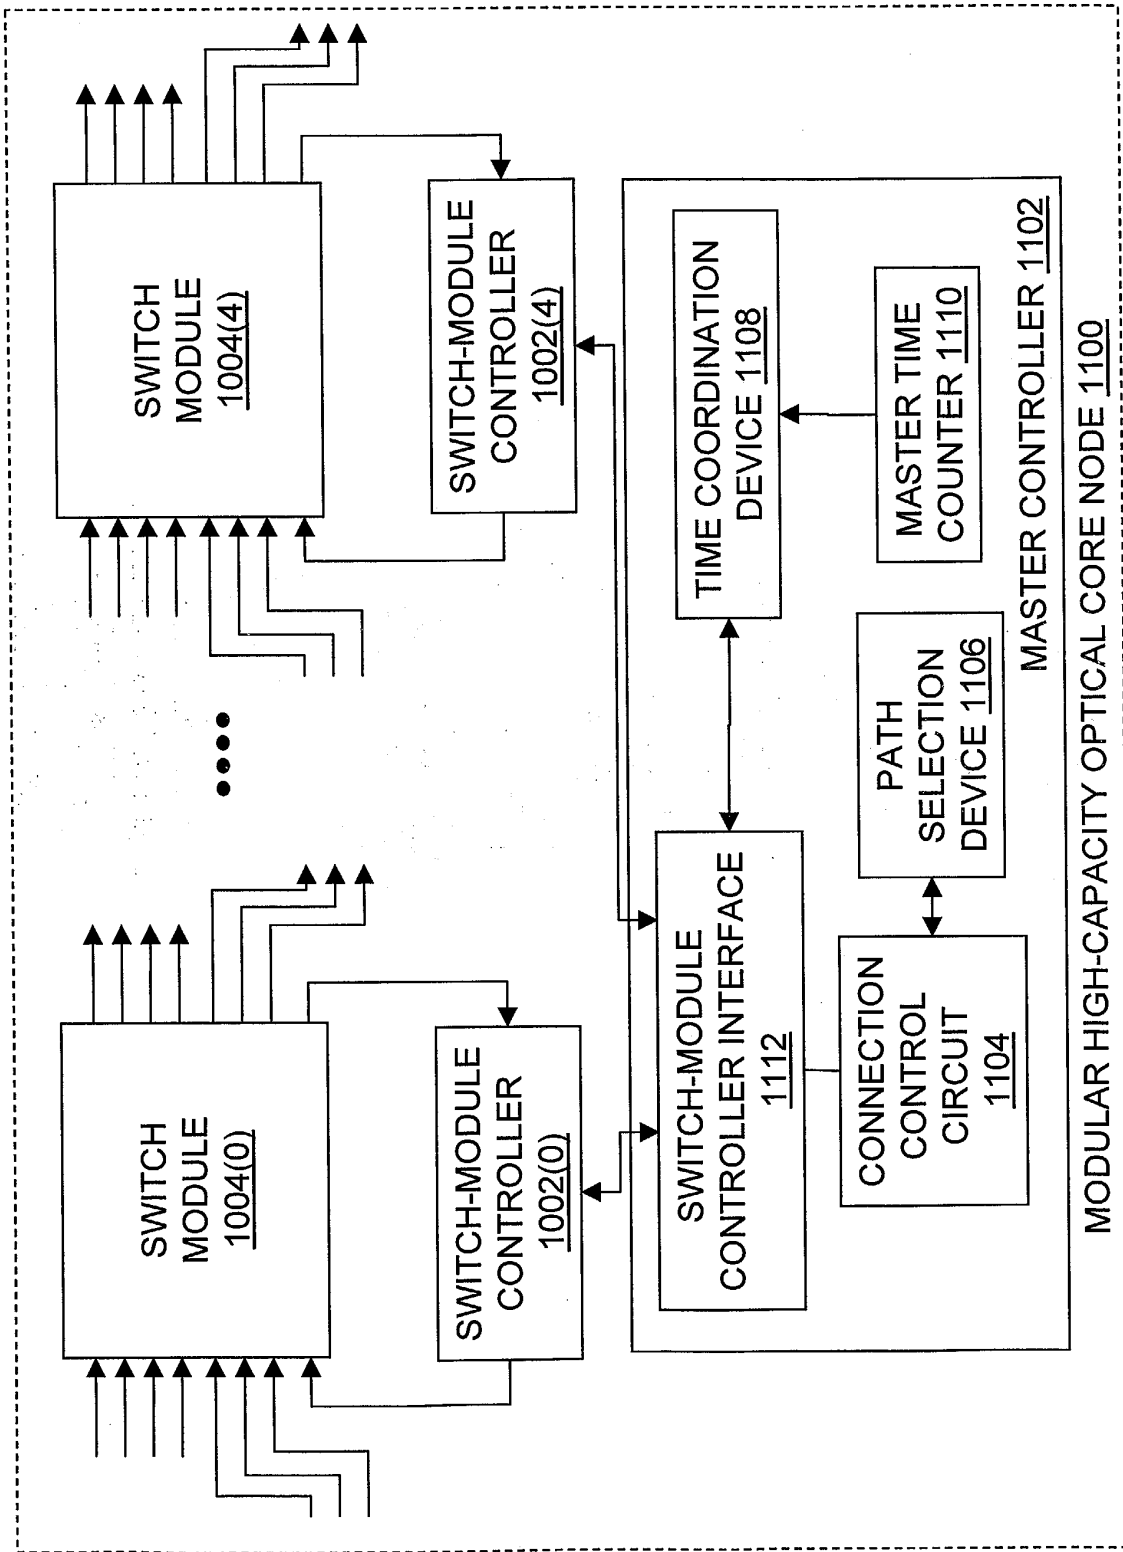 SWITCH
MODULE
1004(0)
SWITCH
MODULE
1004(4)
SWITCH-MODULE
CONTROLLER
1002(0)
SWITCH-MODULE
CONTROLLER
1002(4)
SWITCH-MODULE
CONTROLLER INTERFACE
1112
TIME COORDINATION
DEVICE 1108
CONNECTION
CONTROL
CIRCUIT
1104
PATH
SELECTION
DEVICE 1106
MASTER TIME
COUNTER 1110
MASTER CONTROLLER 1102
MODULAR HIGH-CAPACITY OPTICAL CORE NODE 1100